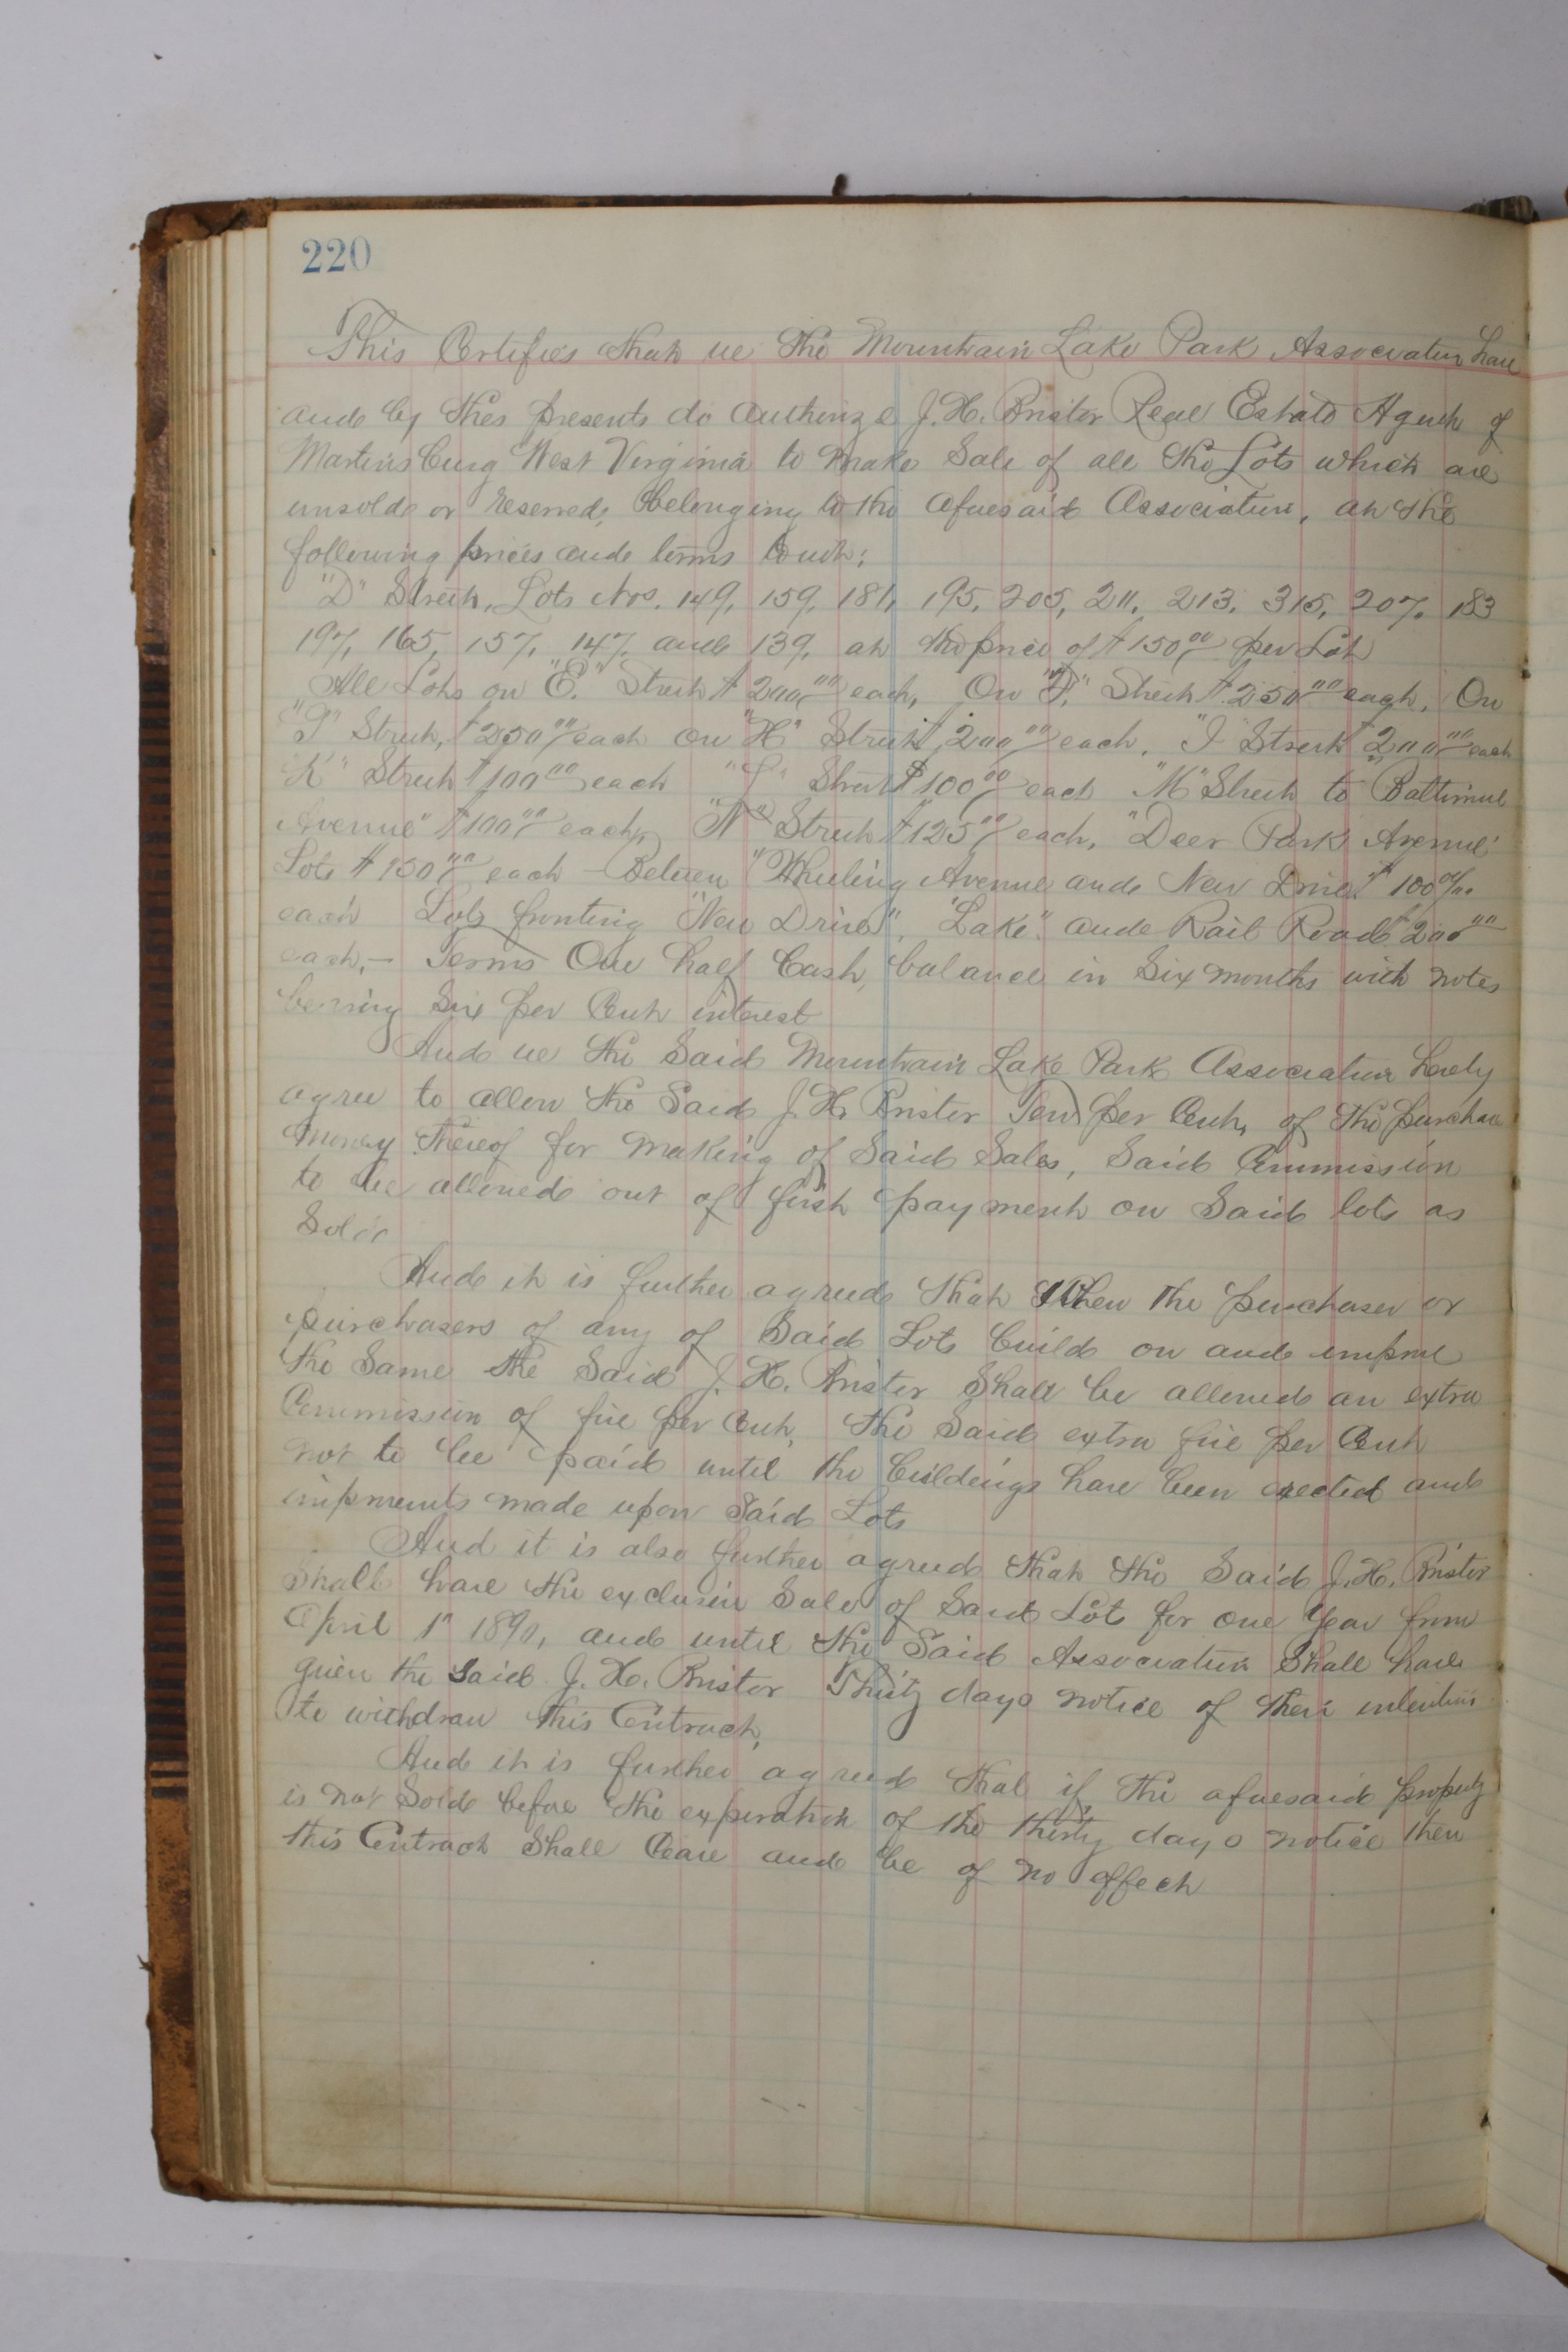 220
This Certifies that we The Mountain Lake Park Association have
and by thes presents do Authorize J. H. Bristor Real Estate Agent of
Martinsburg West Virginia to make Sale of all the Lots which are
unsold or reserved, belonging to the aforesaid Association, at the
following prices and terms towit:
"D" Street, Lots Nos. 149, 159, 181, 195, 205, 211, 213, 315, 207, 183
197, 165, 157, 147, and 139, at the price of $150.00 per Lot
All Lots on "E." Street $200.00 each, On "F." Street $250.00 each, On
Street, $250.00 each On "H" Street $200.00 each, "I" Street $200.00 each
"K" Street $100.00 each "L" Street $100.00 each "M" Street to "Baltimore
Avenue" $100.00 each, "N" Street $125.00 each, "Deer Park Avenue"
Lots $150.00 each – Between "Wheeling Avenue and New Drive" $100.00
each Lots fronting "New Drive", "Lake" and Rail Road $200.00
each,– Terms One half Cash, balance in Six months with notes
bearing Six per Cent interest
And we the Said Mountain Lake Park Association hereby
agree to allow the Said J. H. Bristor Ten per Cent, of the purchase
money thereof for making of Said Sales, Said Commission
to be allowed out of first payment on Said lots as
Sold
And it is further agreed that When the purchaser or
purchasers of any of Said Lots build on and improve
the Same the Said J. H. Bristor Shall be allowed an extra
Commission of five per Cent, the Said extra five per Cent
not to be paid until the buildings have been erected and
improvements made upon Said Lots
And it is also further agreed that the Said J. H. Bristor
Shall have the exclusive Sale of Said Lots for one Year from
April 1st 1890, and until the Said Association Shall have
given the Said J. H. Bristor Thirty days notice of their intention
to withdraw this Contract,
And it is further agreed that if the aforesaid property
is not Sold before the experation of the thirty days notice then
this Contract Shall Cease and be of no effect